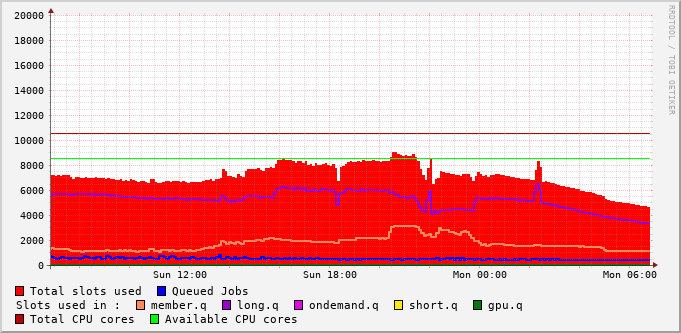 20000
18000
16000
14000
12000
10000
8000
6000
4000
2000
0
Sun 12:00 Sun 18:00 Mon 00:00 Mon 06:00
RRDTOOL / TOBI OETIKER
Total slots used Queued Jobs
Slots used in : member.q long.q ondemand.q short.q gpu.q
Total CPU cores Available CPU cores